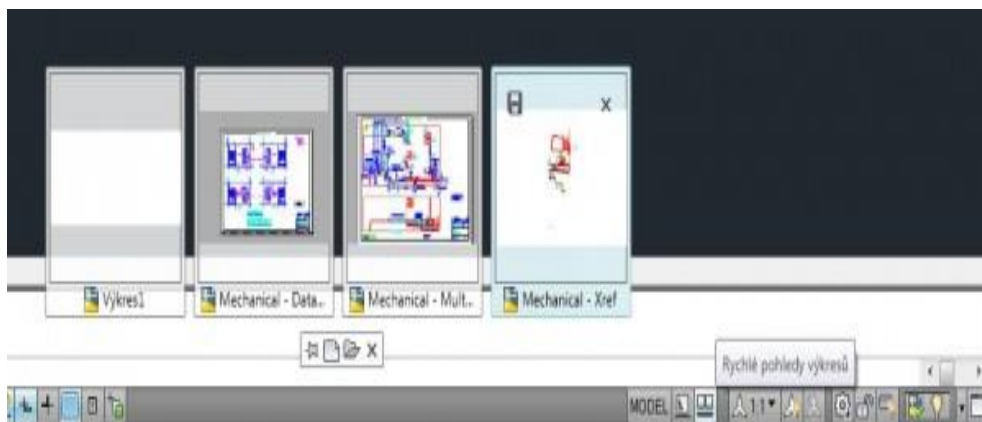 Výkres1
Mechanical - Data...
Mechanical - Mult...
Mechanical - Xref
Rychlé pohledy výkresů
MODEL
1:1